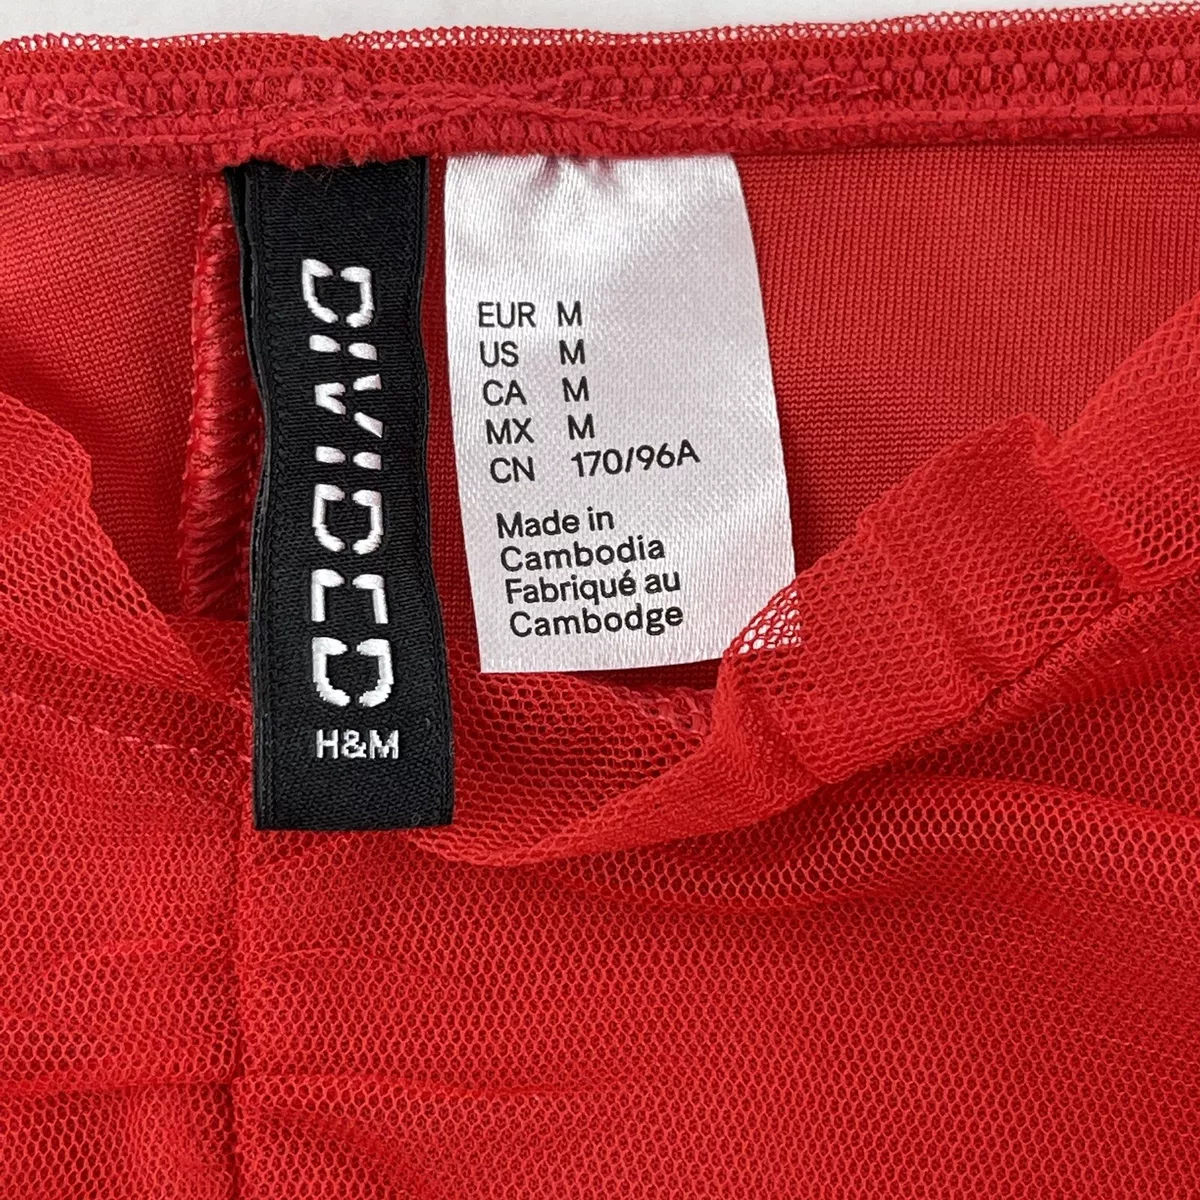 DIVIDED
H&M
EUR M
US M
CA M
MX M
CN 170/96A
Made in
Cambodia
Fabriqué au
Cambodge